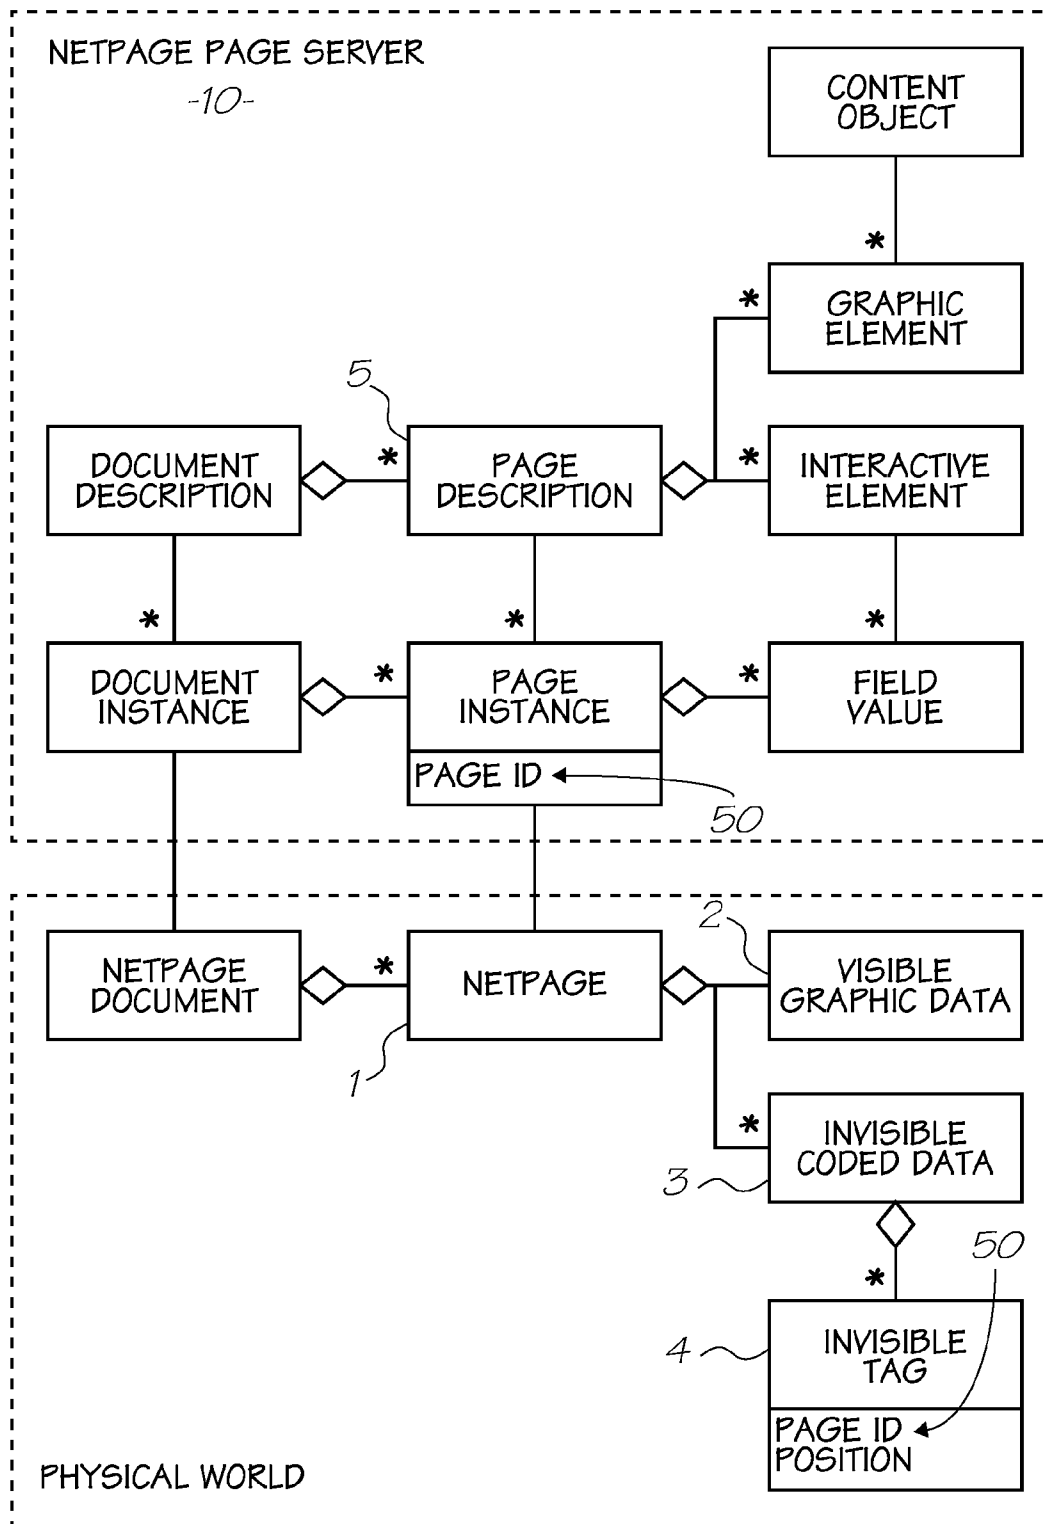 NETPAGE PAGE SERVER
-10-
CONTENT
OBJECT
*
*
GRAPHIC
ELEMENT
5
DOCUMENT
DESCRIPTION
*
PAGE
DESCRIPTION
*
INTERACTIVE
ELEMENT
*
*
*
DOCUMENT
INSTANCE
*
PAGE
INSTANCE
*
FIELD
VALUE
PAGE ID
50
2
NETPAGE
DOCUMENT
*
NETPAGE
VISIBLE
GRAPHIC DATA
1
*
INVISIBLE
CODED DATA
3
50
*
4
INVISIBLE
TAG
PAGE ID
POSITION
PHYSICAL WORLD